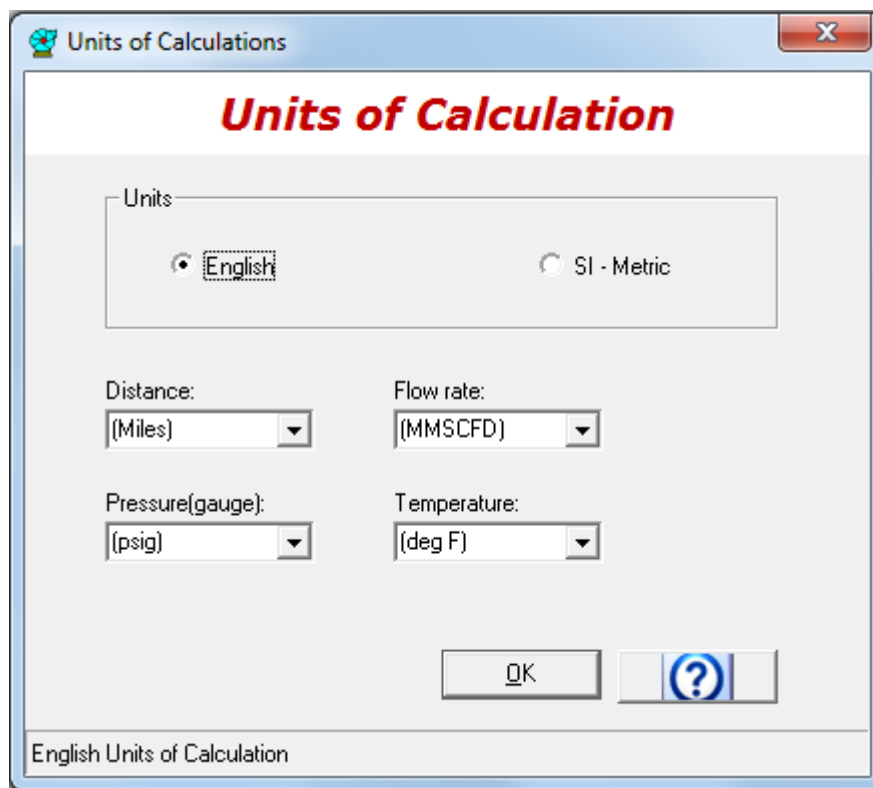 Units of Calculations
Units of Calculation
Units
English
SI - Metric
Distance:
Flow rate:
(Miles)
(MMSCFD)
Pressure(gauge):
Temperature:
(psig)
(deg F)
OK
?
English Units of Calculation